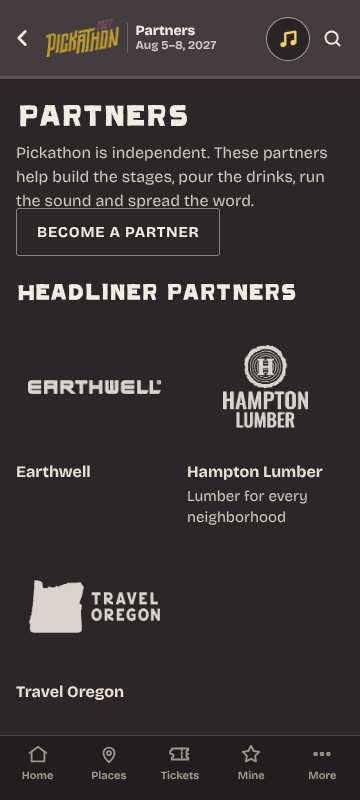 2027
PICKATHON
Partners
Aug 5–8, 2027
PARTNERS
Pickathon is independent. These partners
help build the stages, pour the drinks, run
the sound and spread the word.
BECOME A PARTNER
HEADLINER PARTNERS
EARTHWELL
H
HAMPTON
LUMBER
Earthwell
Hampton Lumber
Lumber for every
neighborhood
TRAVEL
OREGON
Travel Oregon
Home
Places
Tickets
Mine
More